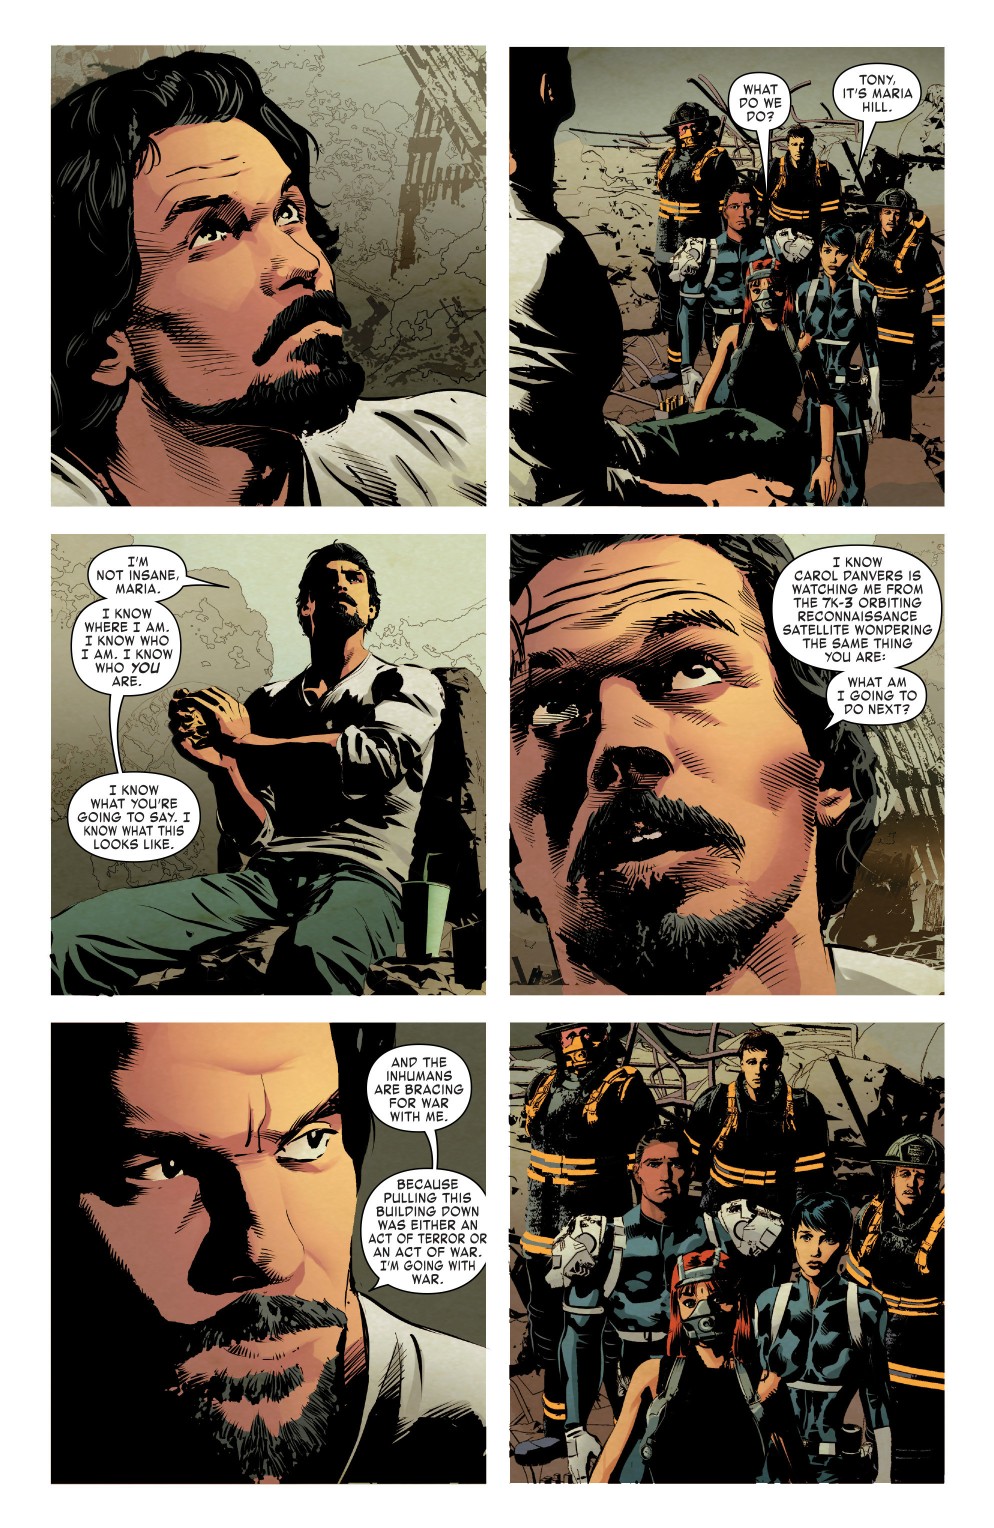 WHAT
DO WE
DO?
TONY,
IT'S MARIA
HILL.
I'M
NOT INSANE,
MARIA.
I KNOW
WHERE I AM.
I KNOW WHO
I AM. I KNOW
WHO YOU
ARE.
I KNOW
WHAT YOU'RE
GOING TO SAY. I
KNOW WHAT THIS
LOOKS LIKE.
I KNOW
CAROL DANVERS IS
WATCHING ME FROM
THE 7K-3 ORBITING
RECONNAISSANCE
SATELLITE WONDERING
THE SAME THING
YOU ARE:
WHAT AM
I GOING TO
DO NEXT?
AND THE
INHUMANS
ARE BRACING
FOR WAR
WITH ME.
BECAUSE
PULLING THIS
BUILDING DOWN
WAS EITHER AN
ACT OF TERROR OR
AN ACT OF WAR.
I'M GOING WITH
WAR.